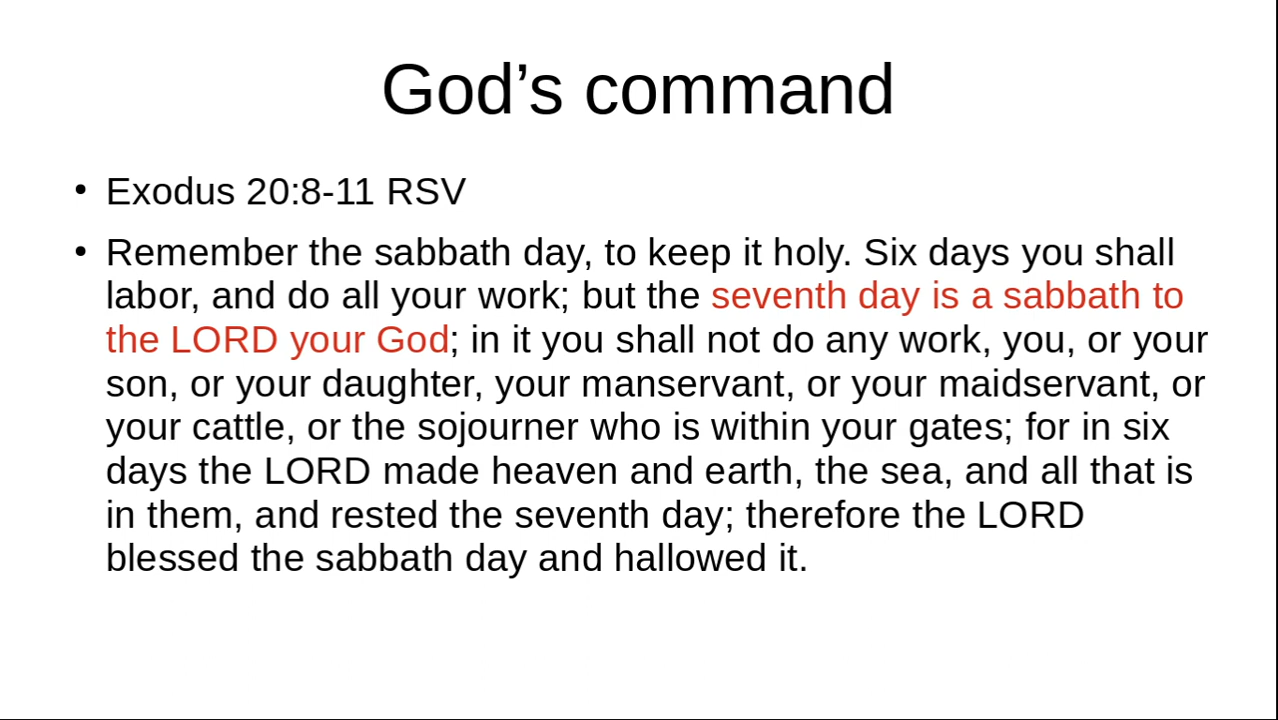 God’s command
• Exodus 20:8-11 RSV
• Remember the sabbath day, to keep it holy. Six days you shall
labor, and do all your work; but the seventh day is a sabbath to
the LORD your God; in it you shall not do any work, you, or your
son, or your daughter, your manservant, or your maidservant, or
your cattle, or the sojourner who is within your gates; for in six
days the LORD made heaven and earth, the sea, and all that is
in them, and rested the seventh day; therefore the LORD
blessed the sabbath day and hallowed it.